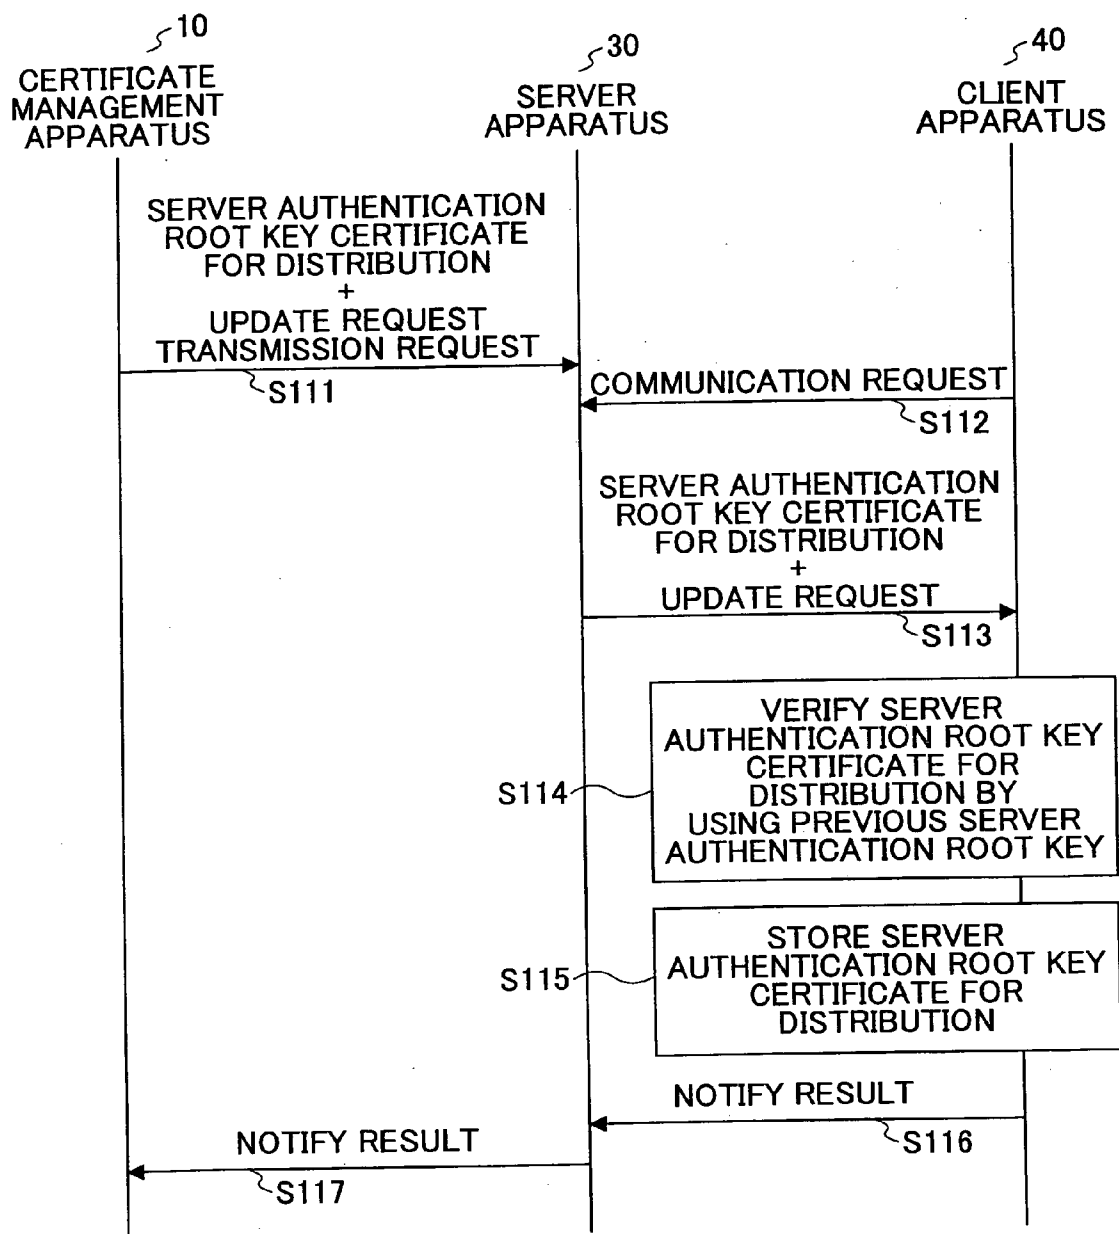 10
CERTIFICATE
MANAGEMENT
APPARATUS
30
SERVER
APPARATUS
40
CLIENT
APPARATUS
SERVER AUTHENTICATION
ROOT KEY CERTIFICATE
FOR DISTRIBUTION
+
UPDATE REQUEST
TRANSMISSION REQUEST
S111
COMMUNICATION REQUEST
S112
SERVER AUTHENTICATION
ROOT KEY CERTIFICATE
FOR DISTRIBUTION
+
UPDATE REQUEST
S113
VERIFY SERVER
AUTHENTICATION ROOT KEY
CERTIFICATE FOR
DISTRIBUTION BY
USING PREVIOUS SERVER
AUTHENTICATION ROOT KEY
S114
STORE SERVER
AUTHENTICATION ROOT KEY
CERTIFICATE FOR
DISTRIBUTION
S115
NOTIFY RESULT
S116
NOTIFY RESULT
S117